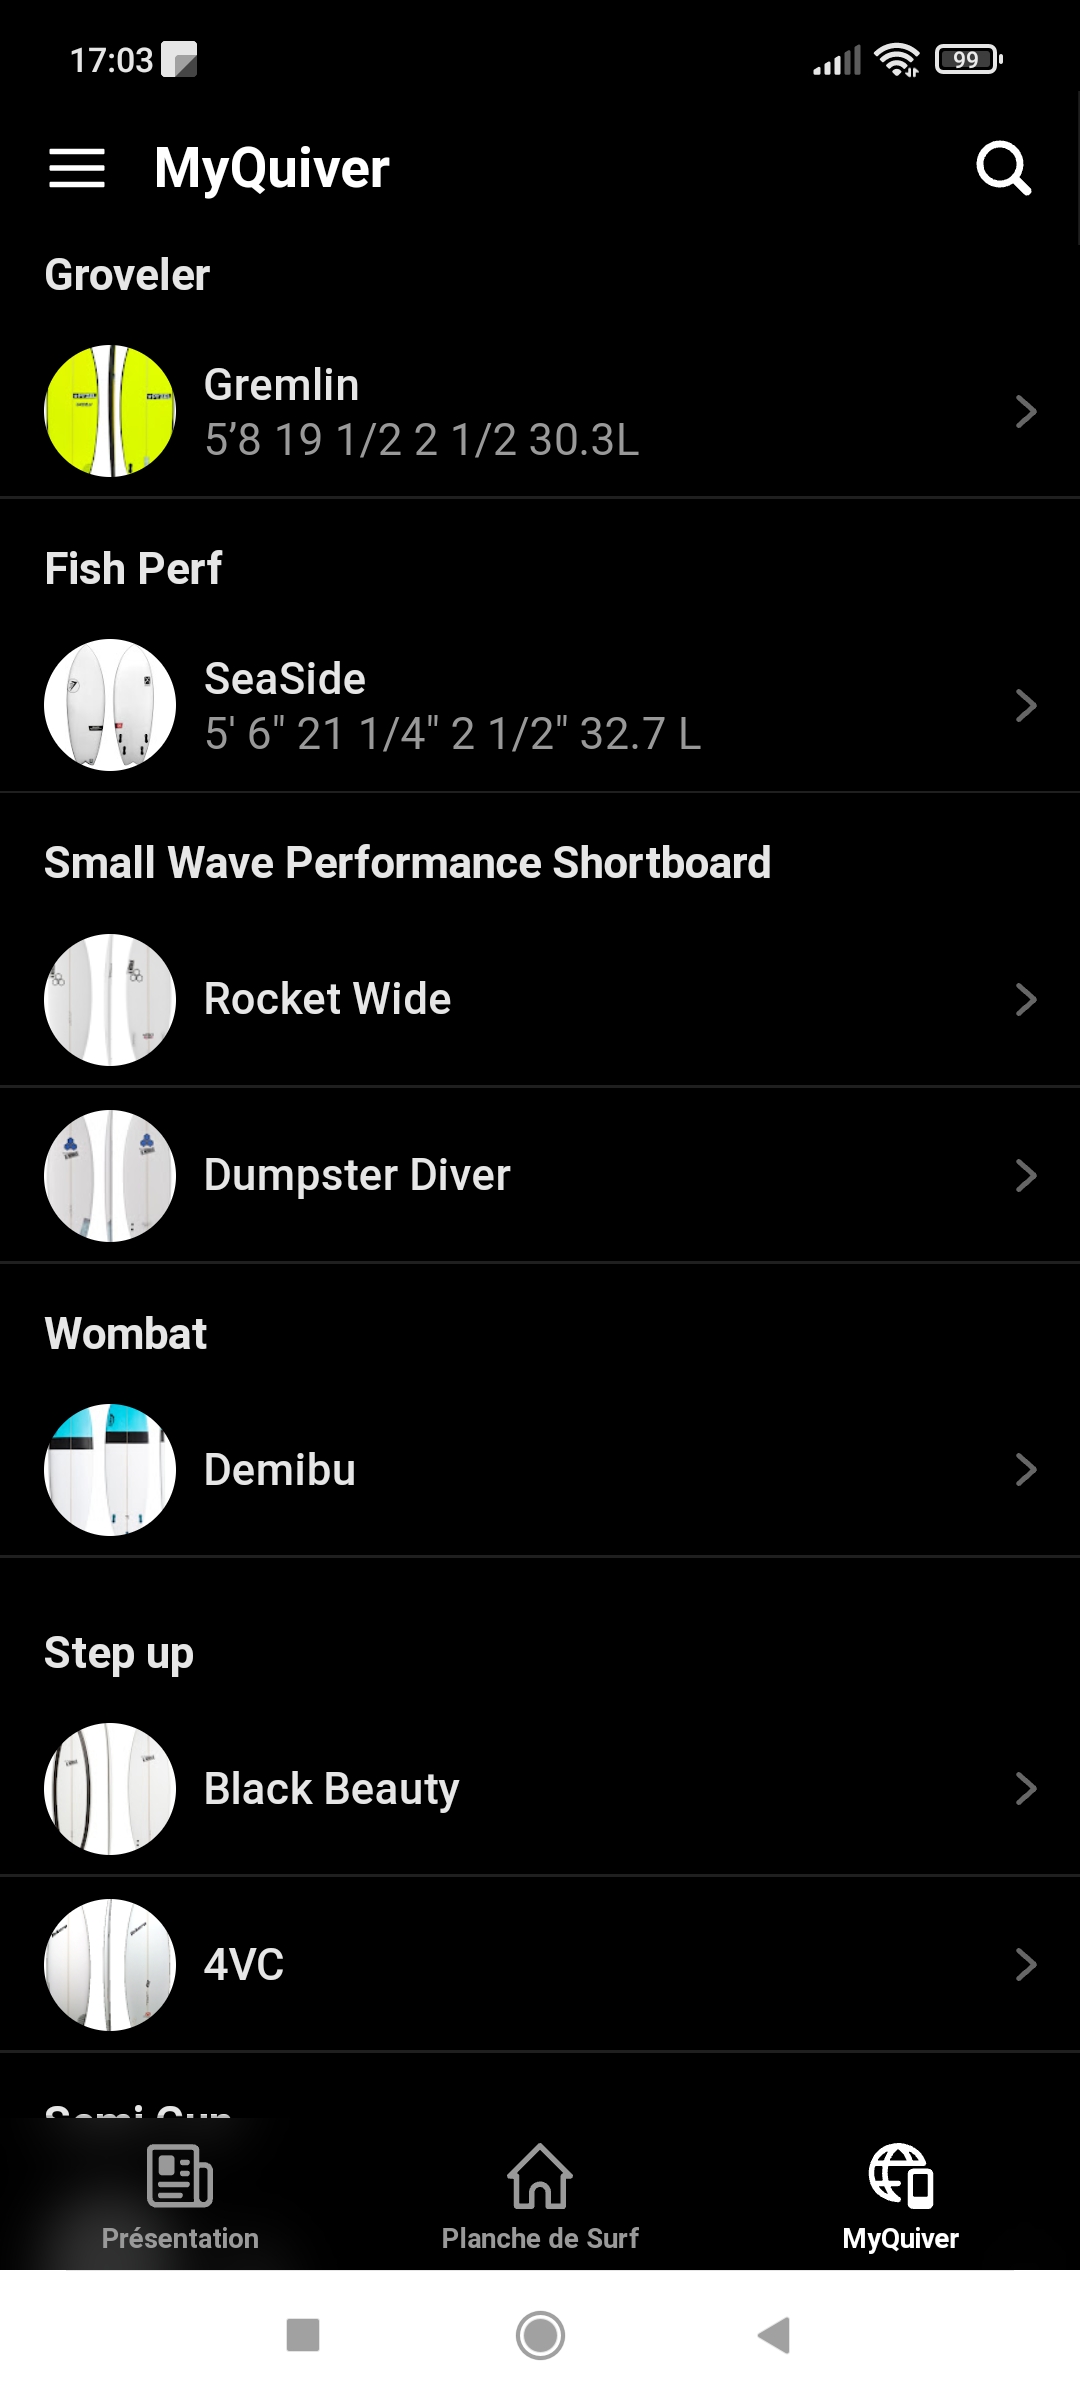 17:03
99
MyQuiver
Groveler
Gremlin
5’8 19 1/2 2 1/2 30.3L
Fish Perf
SeaSide
5' 6" 21 1/4" 2 1/2" 32.7 L
Small Wave Performance Shortboard
Rocket Wide
Dumpster Diver
Wombat
Demibu
Step up
Black Beauty
4VC
Présentation
Planche de Surf
MyQuiver